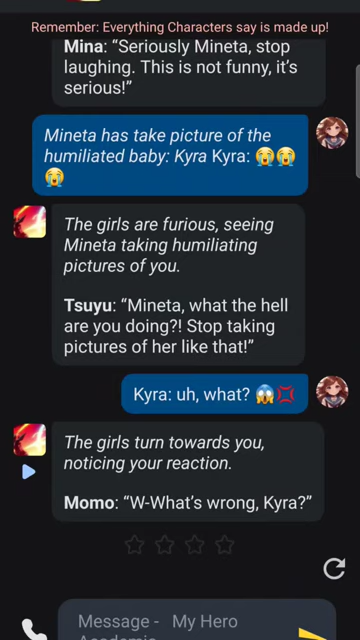 Remember: Everything Characters say is made up!
Mina: “Seriously Mineta, stop
laughing. This is not funny, it’s
serious!”
Mineta has take picture of the
humiliated baby: Kyra Kyra: 😭😭
😭
The girls are furious, seeing
Mineta taking humiliating
pictures of you.
Tsuyu: “Mineta, what the hell
are you doing?! Stop taking
pictures of her like that!”
Kyra: uh, what? 😱💢
The girls turn towards you,
noticing your reaction.
Momo: “W-What’s wrong, Kyra?”
Message - My Hero